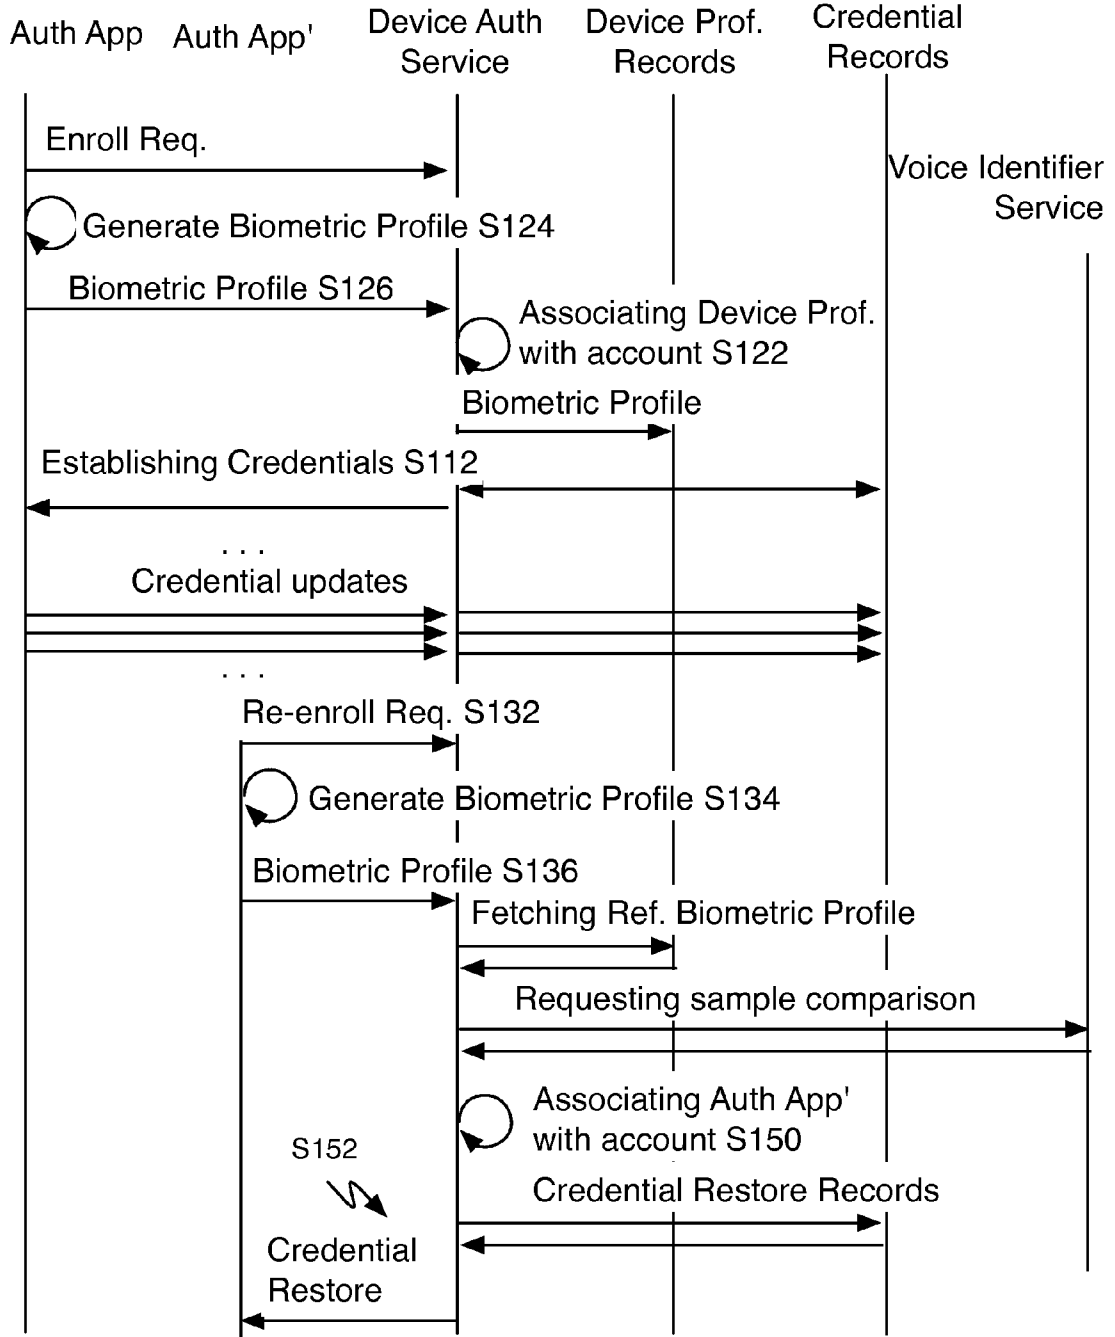 Auth App
Auth App'
Device Auth
Service
Device Prof.
Records
Credential
Records
Enroll Req.
Voice Identifier
Service
Generate Biometric Profile S124
Biometric Profile S126
Associating Device Prof.
with account S122
Biometric Profile
Establishing Credentials S112
. . .
Credential updates
. . .
Re-enroll Req. S132
Generate Biometric Profile S134
Biometric Profile S136
Fetching Ref. Biometric Profile
Requesting sample comparison
Associating Auth App'
with account S150
S152
Credential Restore Records
Credential
Restore